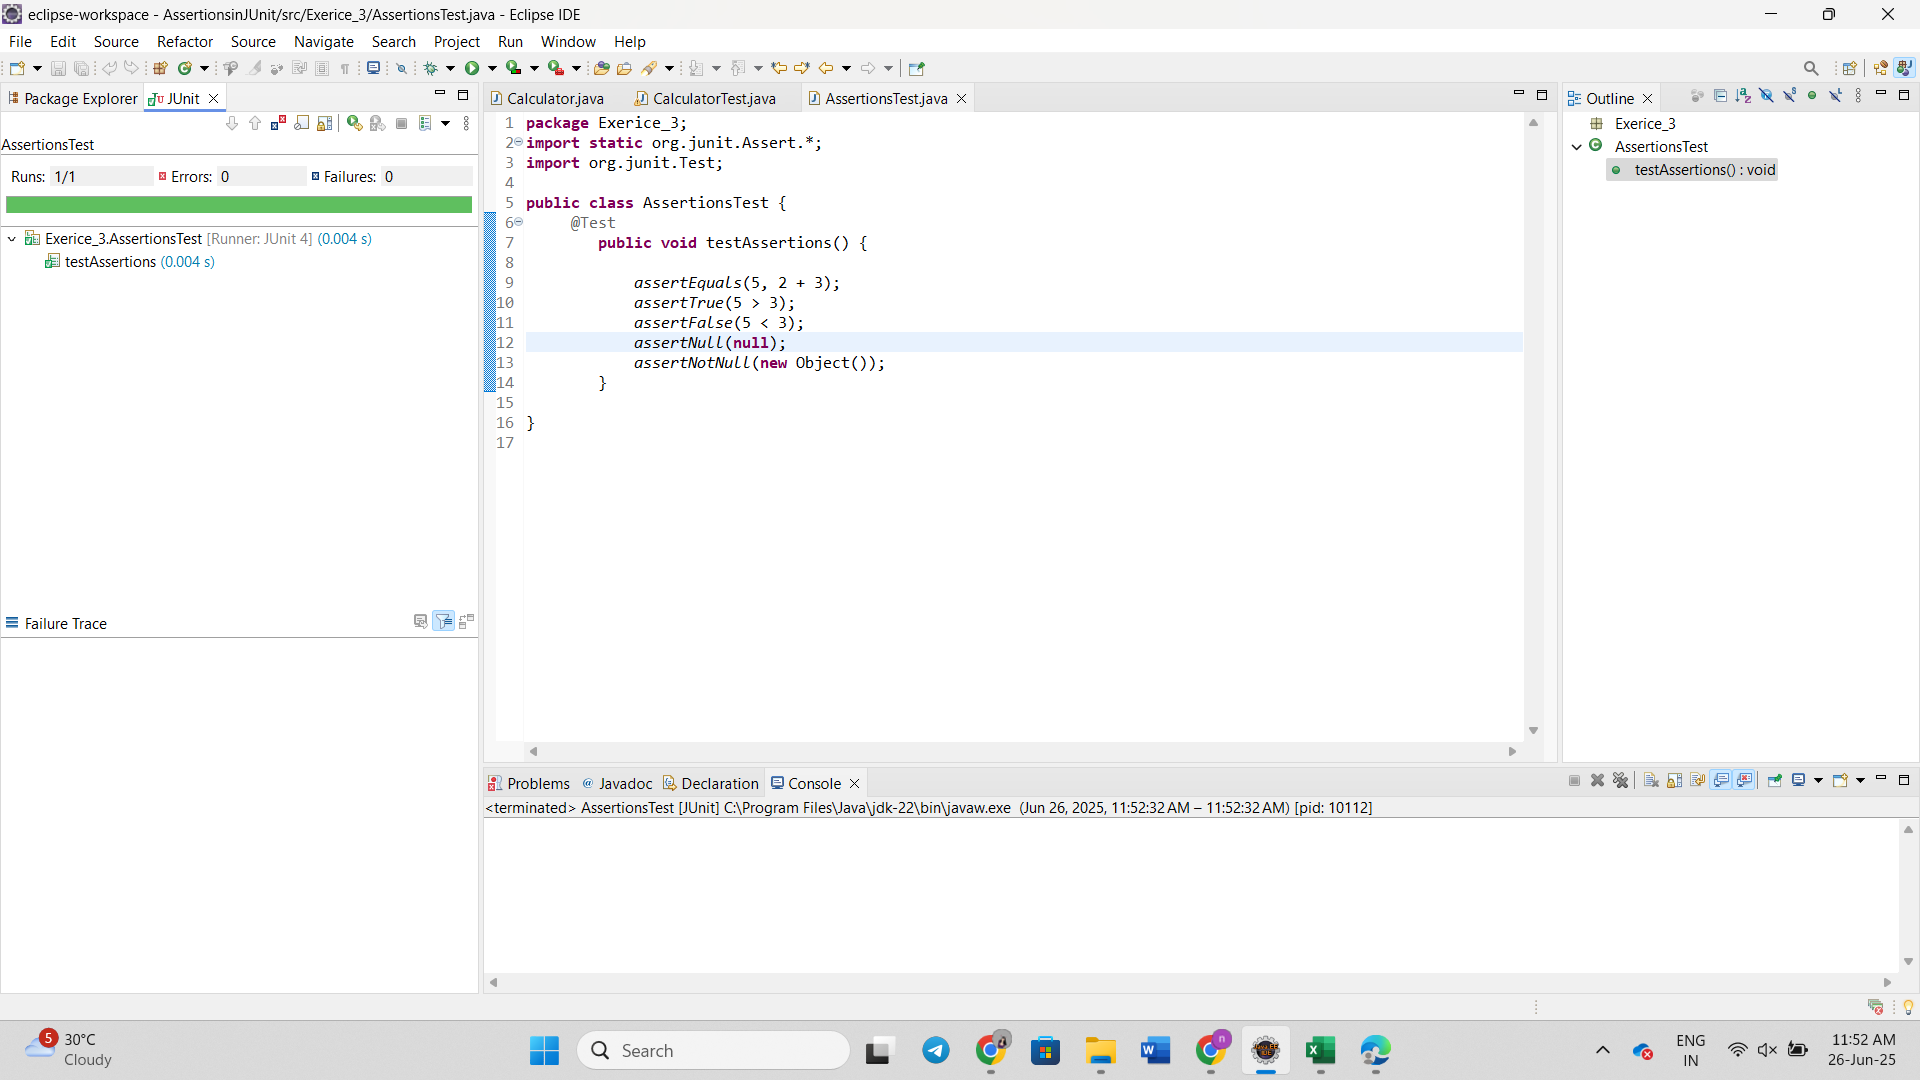 eclipse-workspace - AssertionsinJUnit/src/Exerice_3/AssertionsTest.java - Eclipse IDE
File Edit Source Refactor Source Navigate Search Project Run Window Help
Package Explorer JUnit
AssertionsTest
Runs: 1/1 Errors: 0 Failures: 0
Exerice_3.AssertionsTest [Runner: JUnit 4] (0.004 s)
testAssertions (0.004 s)
Failure Trace
Calculator.java CalculatorTest.java AssertionsTest.java
1 package Exerice_3;
2 import static org.junit.Assert.*;
3 import org.junit.Test;
4
5 public class AssertionsTest {
6 @Test
7 public void testAssertions() {
8
9 assertEquals(5, 2 + 3);
10 assertTrue(5 > 3);
11 assertFalse(5 < 3);
12 assertNull(null);
13 assertNotNull(new Object());
14 }
15
16 }
17
Outline
Exerice_3
AssertionsTest
testAssertions() : void
Problems Javadoc Declaration Console
<terminated> AssertionsTest [JUnit] C:\Program Files\Java\jdk-22\bin\javaw.exe (Jun 26, 2025, 11:52:32 AM – 11:52:32 AM) [pid: 10112]
5
30°C
Cloudy
Search
n
ENG
IN
11:52 AM
26-Jun-25